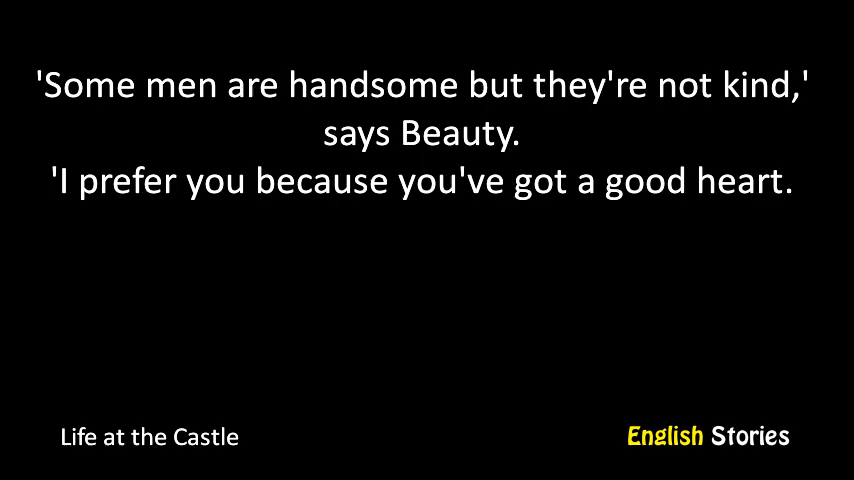 'Some men are handsome but they're not kind,'
says Beauty.
'I prefer you because you've got a good heart.
Life at the Castle
English Stories